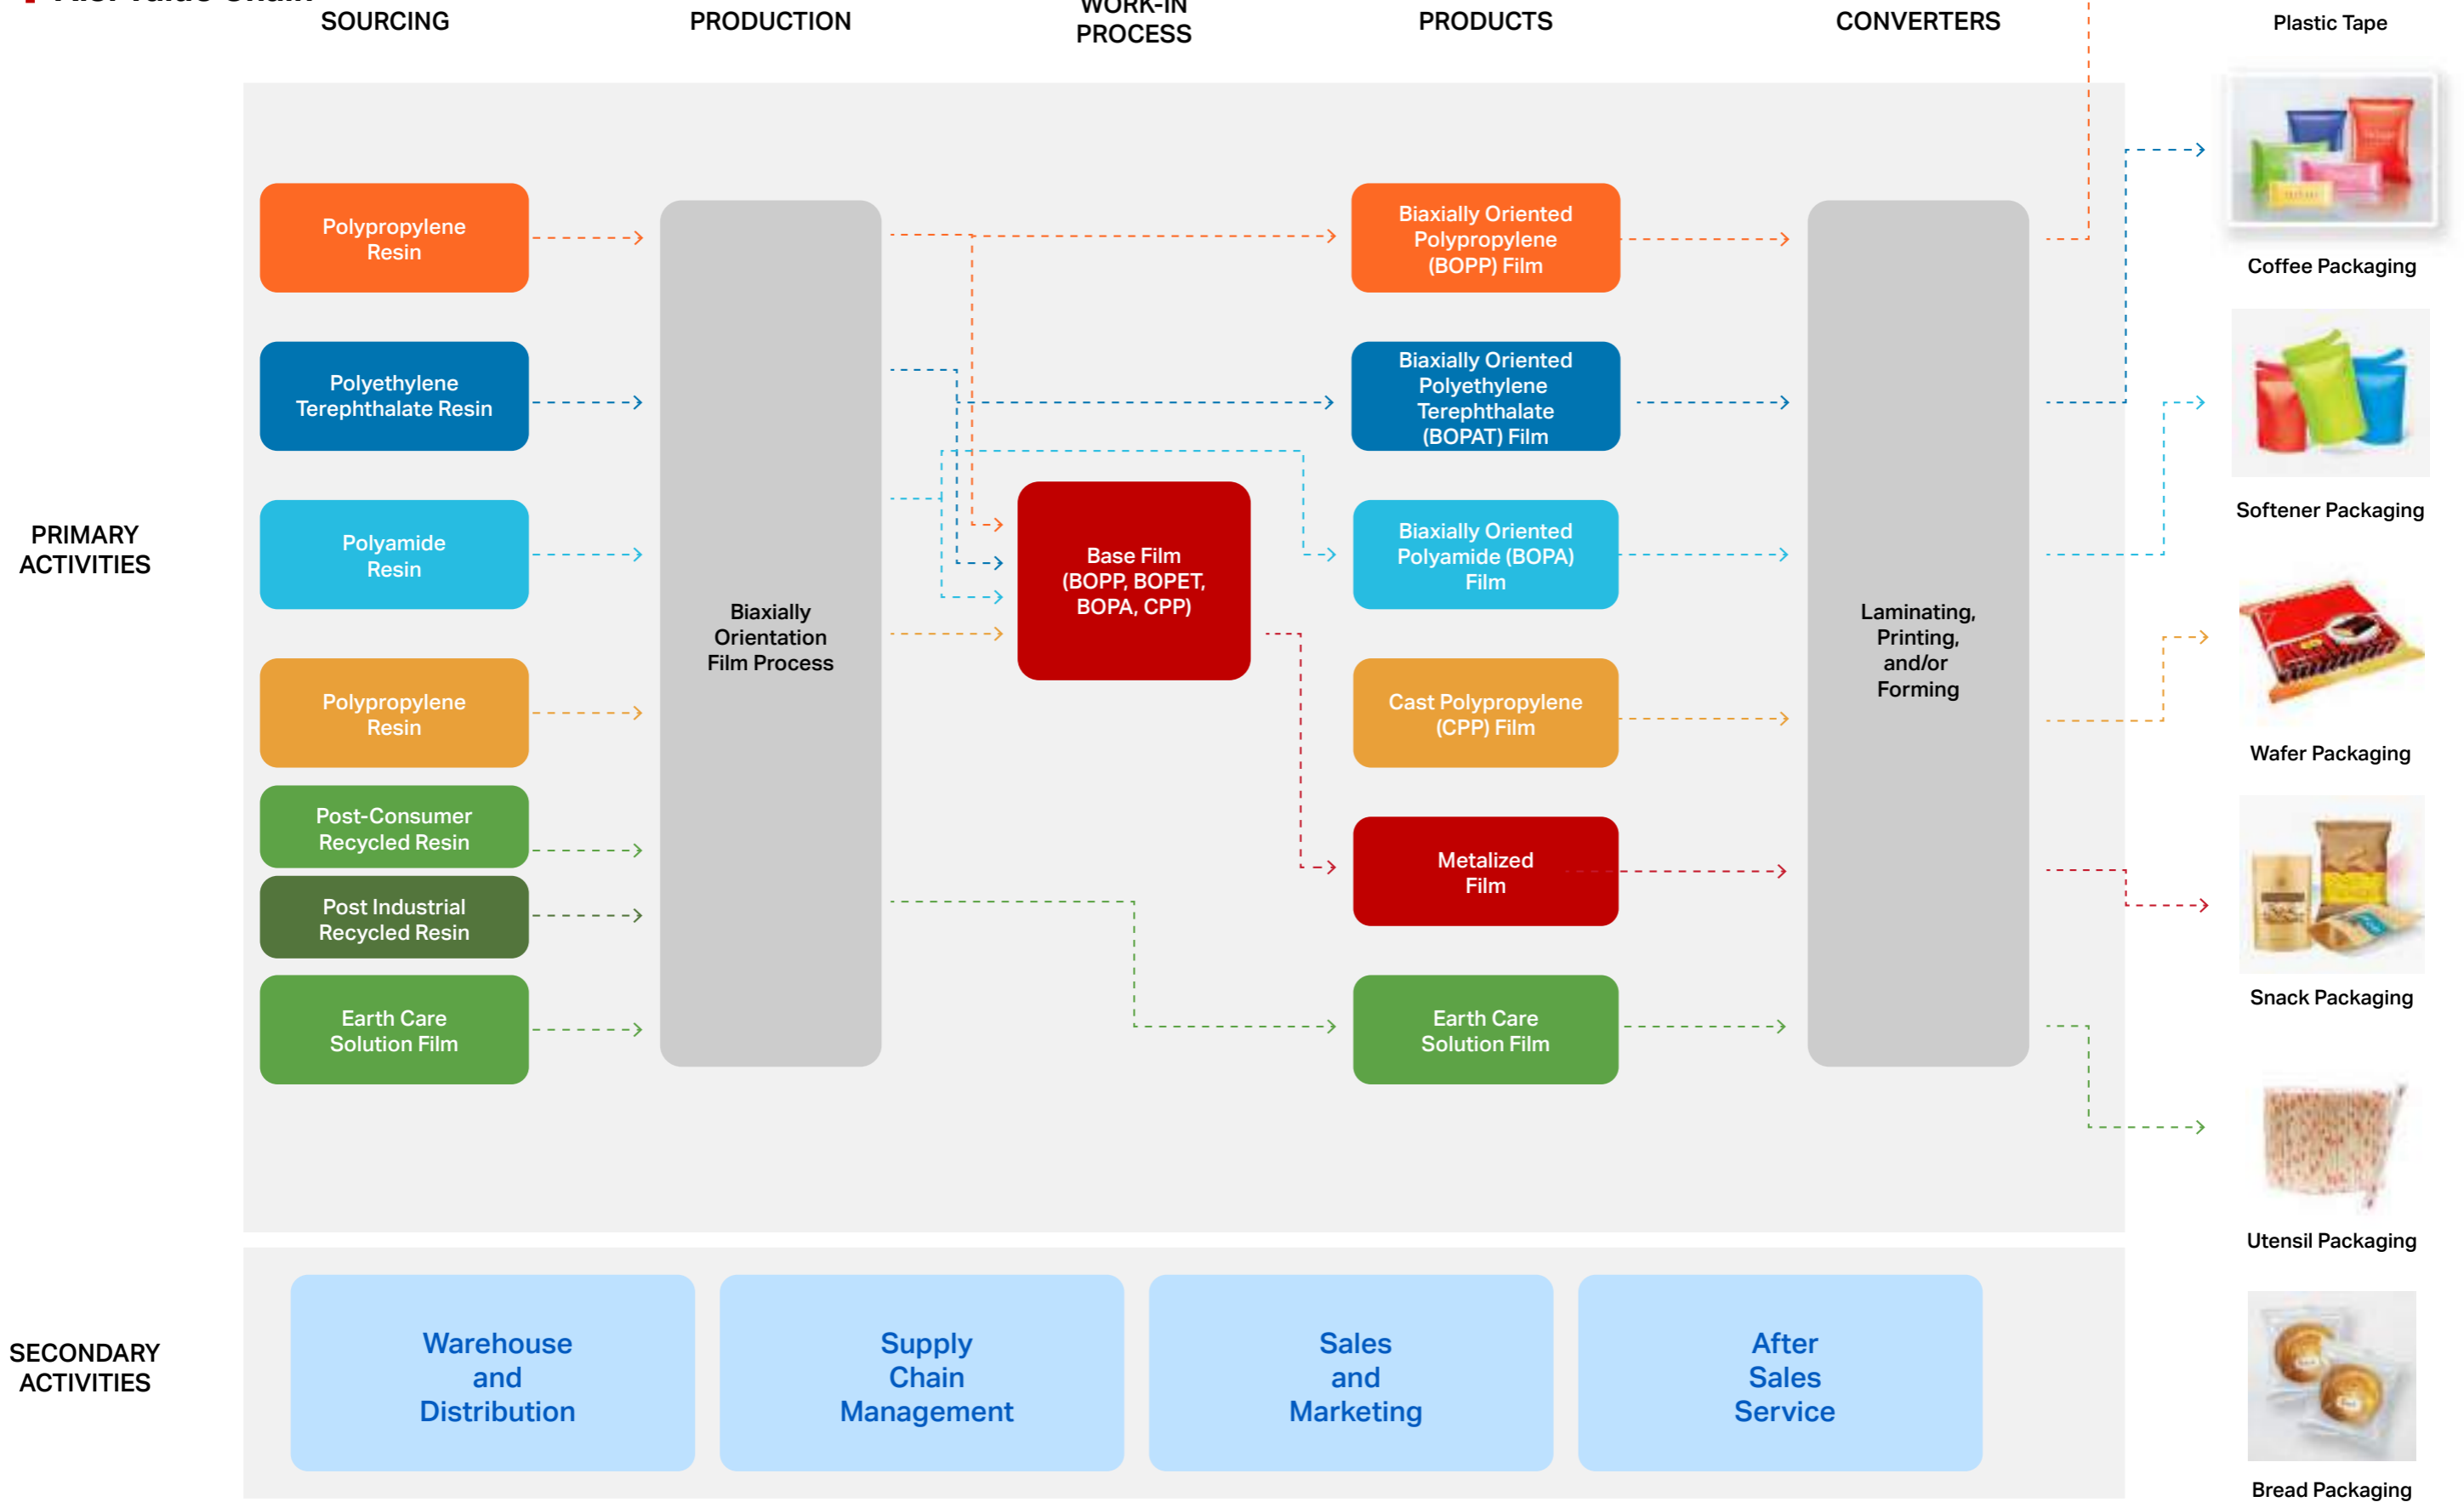 SOURCING
PRODUCTION
WORK-IN
PROCESS
PRODUCTS
CONVERTERS
Plastic Tape
PRIMARY
ACTIVITIES
Polypropylene
Resin
Polyethylene
Terephthalate Resin
Polyamide
Resin
Polypropylene
Resin
Post-Consumer
Recycled Resin
Post Industrial
Recycled Resin
Earth Care
Solution Film
Biaxially
Orientation
Film Process
Base Film
(BOPP, BOPET,
BOPA, CPP)
Biaxially Oriented
Polypropylene
(BOPP) Film
Biaxially Oriented
Polyethylene
Terephthalate
(BOPAT) Film
Biaxially Oriented
Polyamide (BOPA)
Film
Cast Polypropylene
(CPP) Film
Metalized
Film
Earth Care
Solution Film
Laminating,
Printing,
and/or
Forming
Coffee Packaging
Softener Packaging
Wafer Packaging
Snack Packaging
Utensil Packaging
Bread Packaging
SECONDARY
ACTIVITIES
Warehouse
and
Distribution
Supply
Chain
Management
Sales
and
Marketing
After
Sales
Service